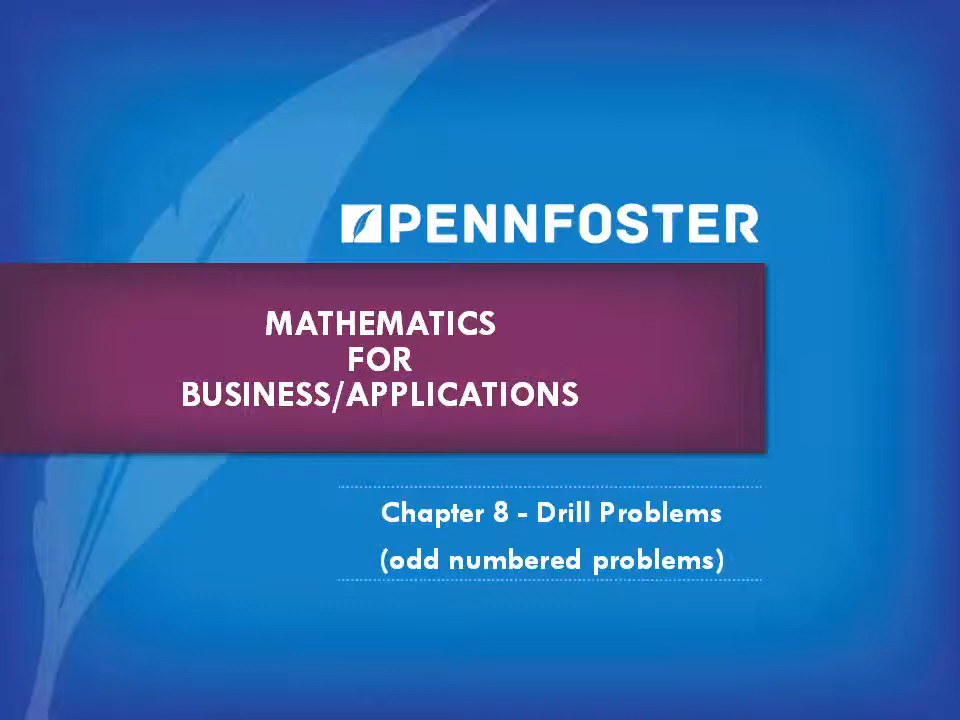 PENNFOSTER
MATHEMATICS
FOR
BUSINESS/APPLICATIONS
Chapter 8 - Drill Problems
(odd numbered problems)